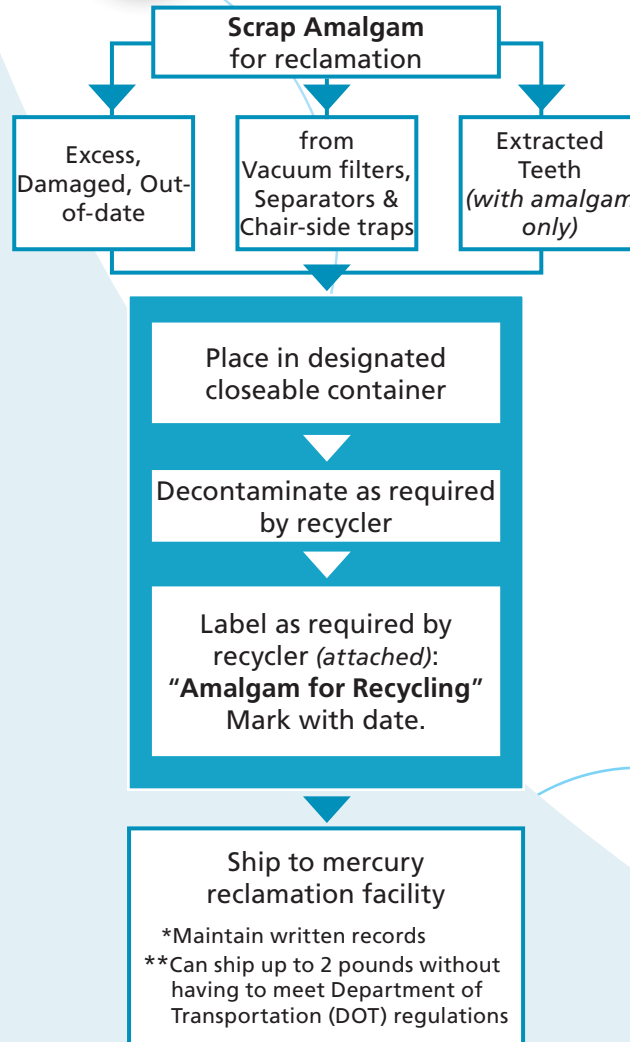 Scrap Amalgam
for reclamation
Excess,
Damaged, Out-
of-date
from
Vacuum filters,
Separators &
Chair-side traps
Extracted
Teeth
(with amalgam
only)
Place in designated
closeable container
Decontaminate as required
by recycler
Label as required by
recycler (attached):
“Amalgam for Recycling”
Mark with date.
Ship to mercury
reclamation facility
*Maintain written records
**Can ship up to 2 pounds without
having to meet Department of
Transportation (DOT) regulations